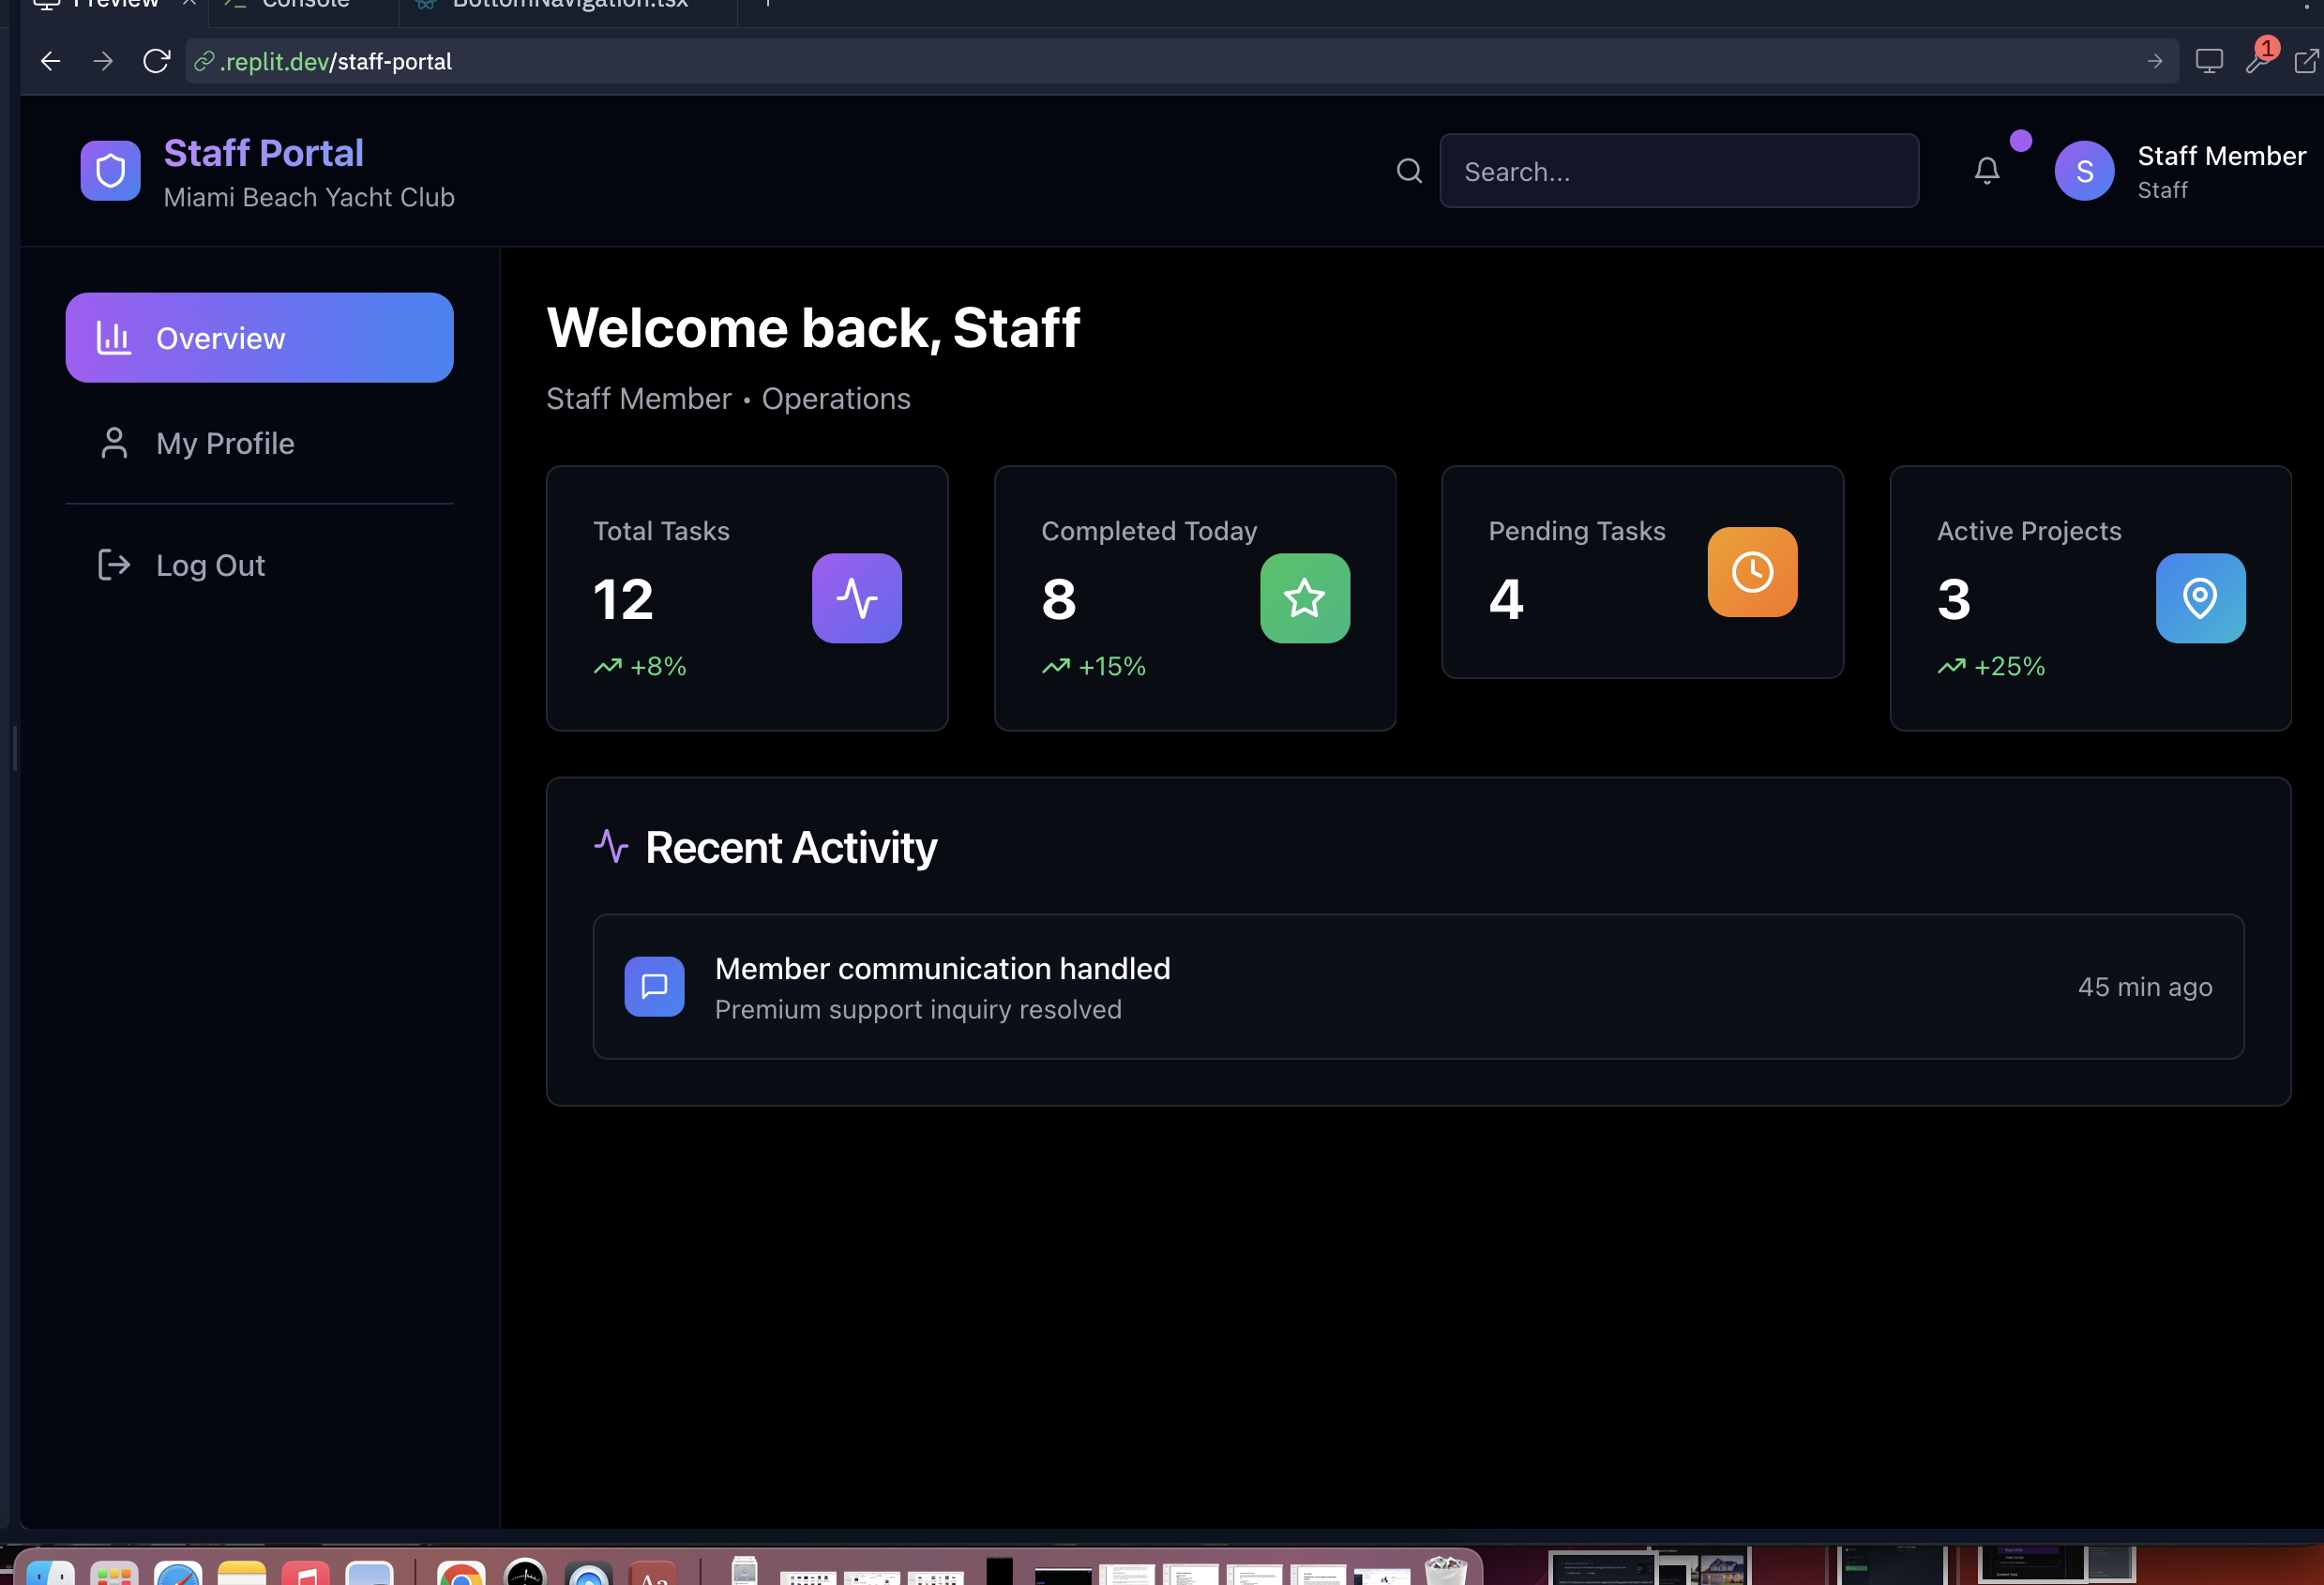 Preview
Console
BottomNavigation.tsx
.replit.dev/staff-portal
1
Staff Portal
Miami Beach Yacht Club
Search...
S
Staff Member
Staff
Overview
My Profile
Log Out
Welcome back, Staff
Staff Member • Operations
Total Tasks
12
+8%
Completed Today
8
+15%
Pending Tasks
4
Active Projects
3
+25%
Recent Activity
Member communication handled
Premium support inquiry resolved
45 min ago
Aa